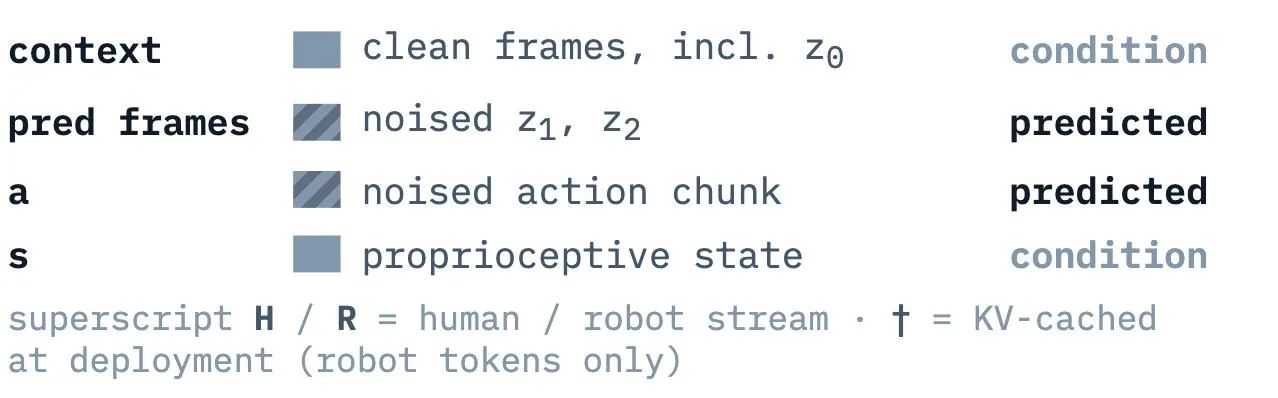 context clean frames, incl. z₀ condition
pred frames noised z₁, z₂ predicted
a noised action chunk predicted
s proprioceptive state condition
superscript H / R = human / robot stream · † = KV-cached
at deployment (robot tokens only)